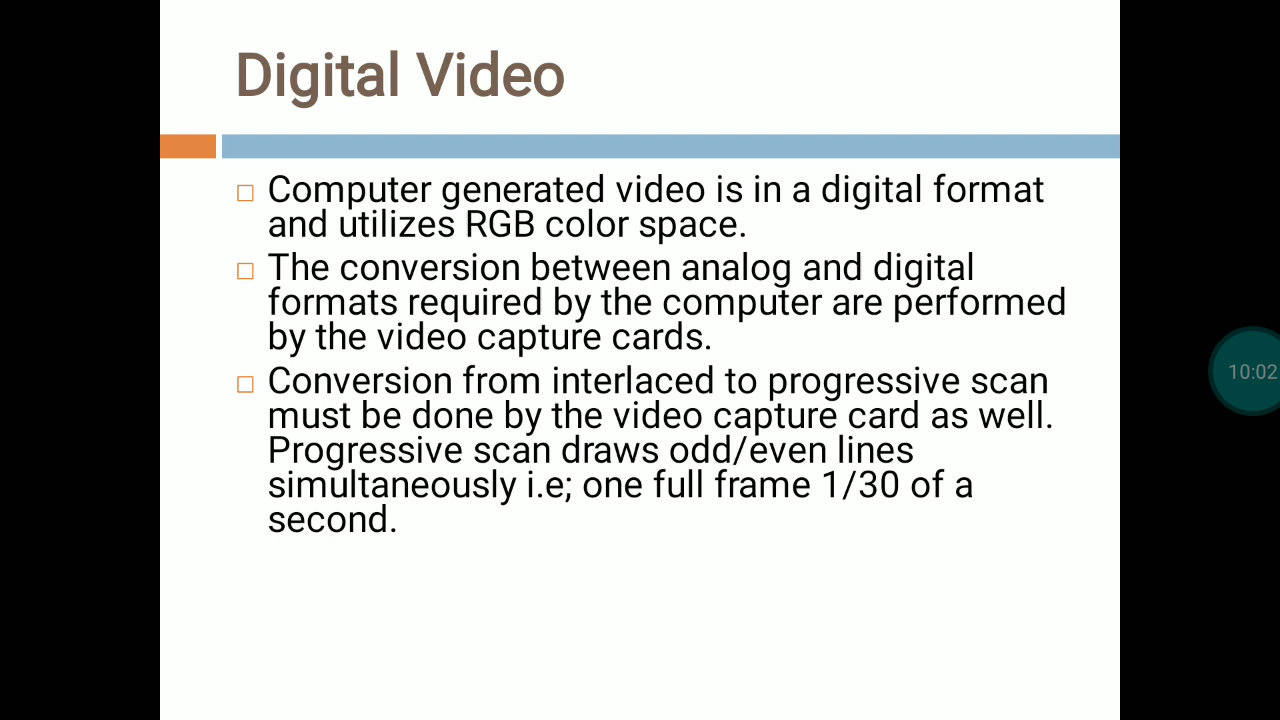 Digital Video
Computer generated video is in a digital format
and utilizes RGB color space.
The conversion between analog and digital
formats required by the computer are performed
by the video capture cards.
Conversion from interlaced to progressive scan
must be done by the video capture card as well.
Progressive scan draws odd/even lines
simultaneously i.e; one full frame 1/30 of a
second.
10:02